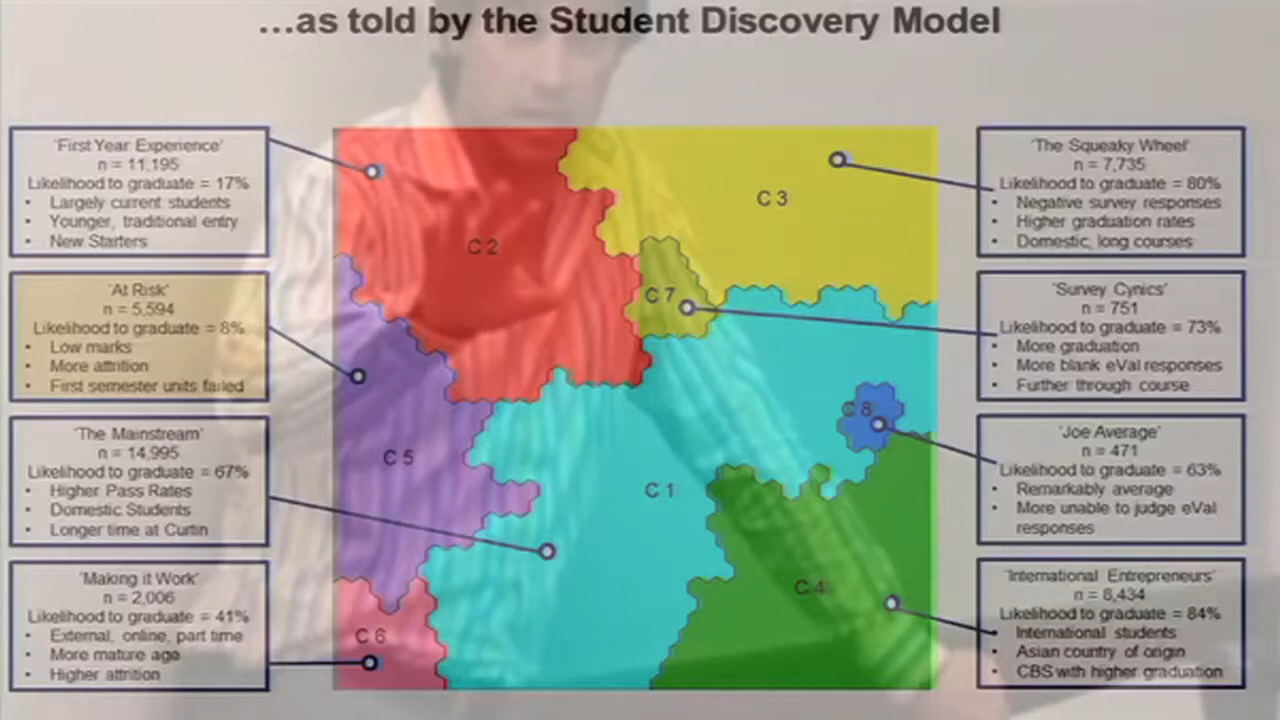 ...as told by the Student Discovery Model
'First Year Experience'
n = 11,195
Likelihood to graduate = 17%
• Largely current students
• Younger, traditional entry
• New Starters
'At Risk'
n = 5,594
Likelihood to graduate = 8%
• Low marks
• More attrition
• First semester units failed
'The Mainstream'
n = 14,995
Likelihood to graduate = 67%
• Higher Pass Rates
• Domestic Students
• Longer time at Curtin
'Making it Work'
n = 2,006
Likelihood to graduate = 41%
• External, online, part time
• More mature age
• Higher attrition
C 2
C 3
C 7
C 8
C 5
C 1
C 4
C 6
'The Squeaky Wheel'
n = 7,735
Likelihood to graduate = 80%
• Negative survey responses
• Higher graduation rates
• Domestic, long courses
'Survey Cynics'
n = 751
Likelihood to graduate = 73%
• More graduation
• More blank eVal responses
• Further through course
'Joe Average'
n = 471
Likelihood to graduate = 63%
• Remarkably average
• More unable to judge eVal
responses
'International Entrepreneurs'
n = 8,434
Likelihood to graduate = 84%
• International students
• Asian country of origin
• CBS with higher graduation